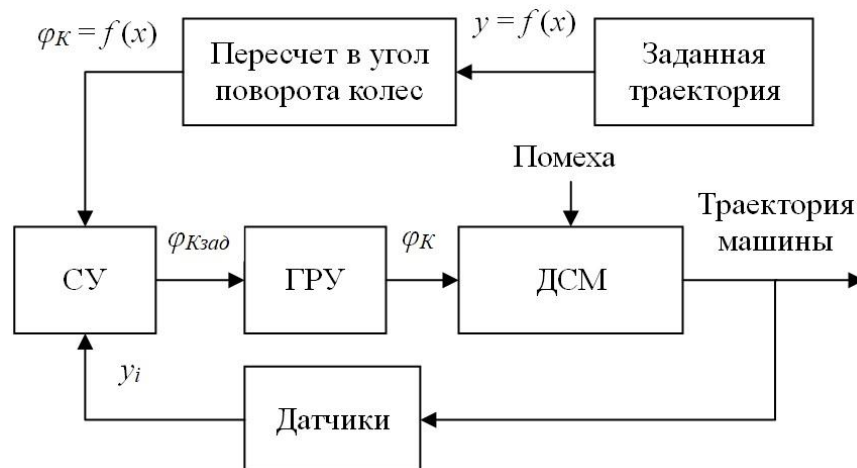 φК = f (x)
Пересчет в угол
поворота колес
y = f (x)
Заданная
траектория
Помеха
Траектория
машины
СУ
φКзад
ГРУ
φК
ДСМ
yi
Датчики